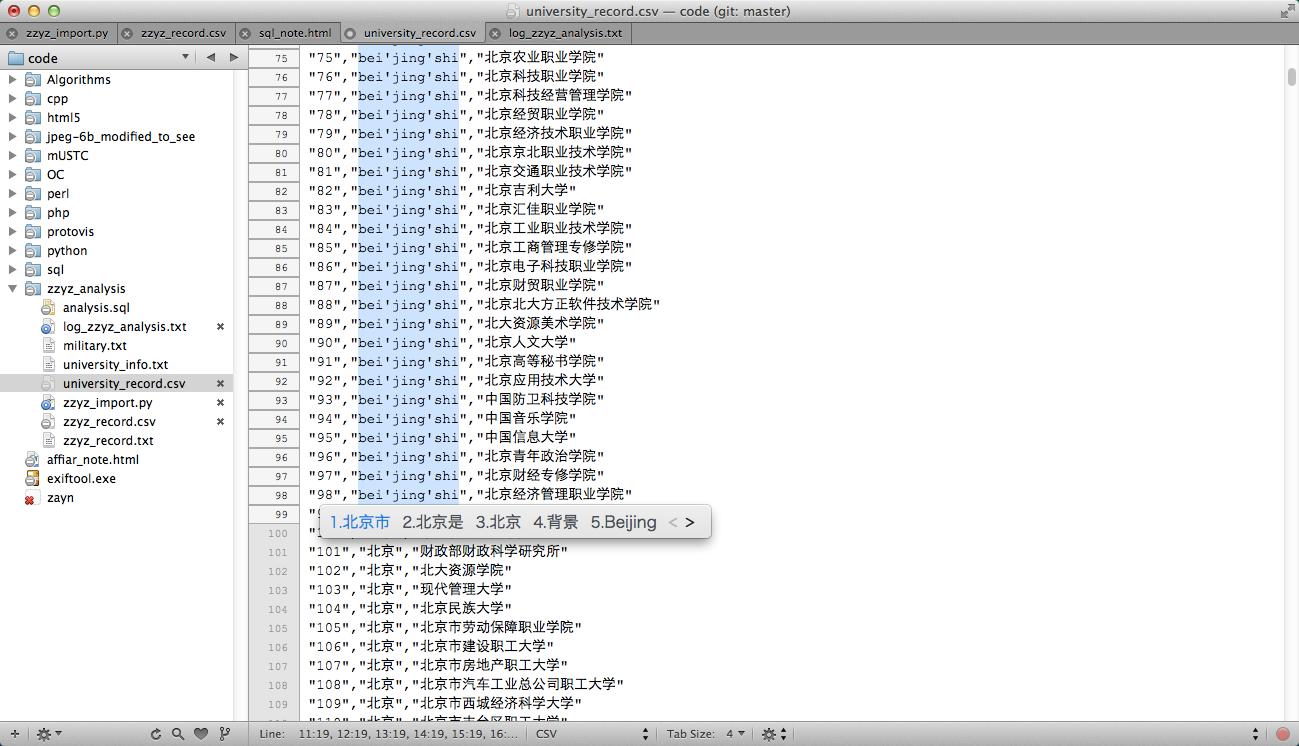 university_record.csv — code (git: master)
zzyz_import.py
zzyz_record.csv
sql_note.html
university_record.csv
log_zzyz_analysis.txt
code
Algorithms
cpp
html5
jpeg-6b_modified_to_see
mUSTC
OC
perl
php
protovis
python
sql
zzyz_analysis
analysis.sql
log_zzyz_analysis.txt
military.txt
university_info.txt
university_record.csv
zzyz_import.py
zzyz_record.csv
zzyz_record.txt
affiar_note.html
exiftool.exe
zayn
75 "75","bei'jing'shi","北京农业职业学院"
76 "76","bei'jing'shi","北京科技职业学院"
77 "77","bei'jing'shi","北京科技经营管理学院"
78 "78","bei'jing'shi","北京经贸职业学院"
79 "79","bei'jing'shi","北京经济技术职业学院"
80 "80","bei'jing'shi","北京京北职业技术学院"
81 "81","bei'jing'shi","北京交通职业技术学院"
82 "82","bei'jing'shi","北京吉利大学"
83 "83","bei'jing'shi","北京汇佳职业学院"
84 "84","bei'jing'shi","北京工业职业技术学院"
85 "85","bei'jing'shi","北京工商管理专修学院"
86 "86","bei'jing'shi","北京电子科技职业学院"
87 "87","bei'jing'shi","北京财贸职业学院"
88 "88","bei'jing'shi","北京北大方正软件技术学院"
89 "89","bei'jing'shi","北大资源美术学院"
90 "90","bei'jing'shi","北京人文大学"
91 "91","bei'jing'shi","北京高等秘书学院"
92 "92","bei'jing'shi","北京应用技术大学"
93 "93","bei'jing'shi","中国防卫科技学院"
94 "94","bei'jing'shi","中国音乐学院"
95 "95","bei'jing'shi","中国信息大学"
96 "96","bei'jing'shi","北京青年政治学院"
97 "97","bei'jing'shi","北京财经专修学院"
98 "98","bei'jing'shi","北京经济管理职业学院"
99
1.北京市 2.北京是 3.北京 4.背景 5.Beijing < >
100
101 "101","北京","财政部财政科学研究所"
102 "102","北京","北大资源学院"
103 "103","北京","现代管理大学"
104 "104","北京","北京民族大学"
105 "105","北京","北京市劳动保障职业学院"
106 "106","北京","北京市建设职工大学"
107 "107","北京","北京市房地产职工大学"
108 "108","北京","北京市汽车工业总公司职工大学"
109 "109","北京","北京市西城经济科学大学"
Line: 11:19, 12:19, 13:19, 14:19, 15:19, 16:...
CSV
Tab Size: 4